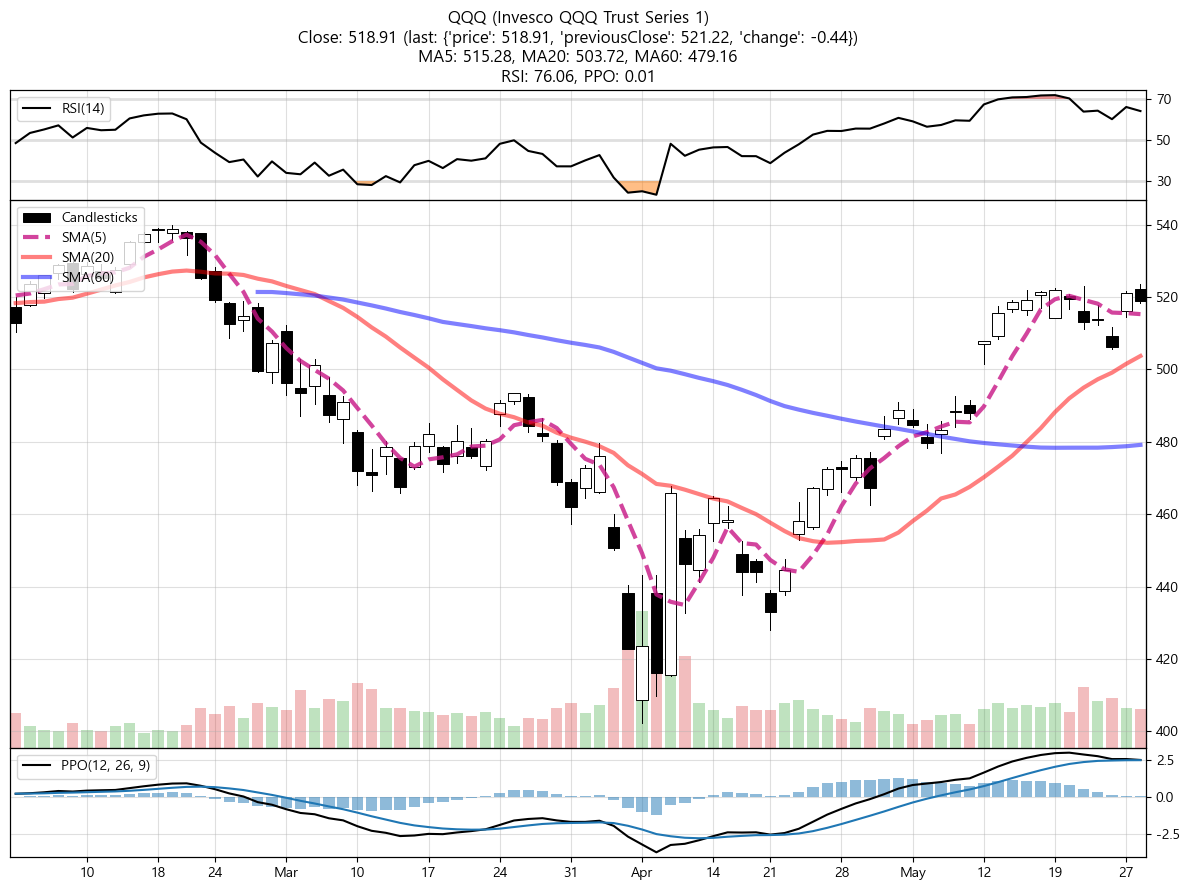 QQQ (Invesco QQQ Trust Series 1)
Close: 518.91 (last: {'price': 518.91, 'previousClose': 521.22, 'change': -0.44})
MA5: 515.28, MA20: 503.72, MA60: 479.16
RSI: 76.06, PPO: 0.01
RSI(14)
70
50
30
Candlesticks
SMA(5)
SMA(20)
SMA(60)
540
520
500
480
460
440
420
400
PPO(12, 26, 9)
2.5
0.0
-2.5
10 18 24 Mar 10 17 24 31 Apr 14 21 28 May 12 19 27